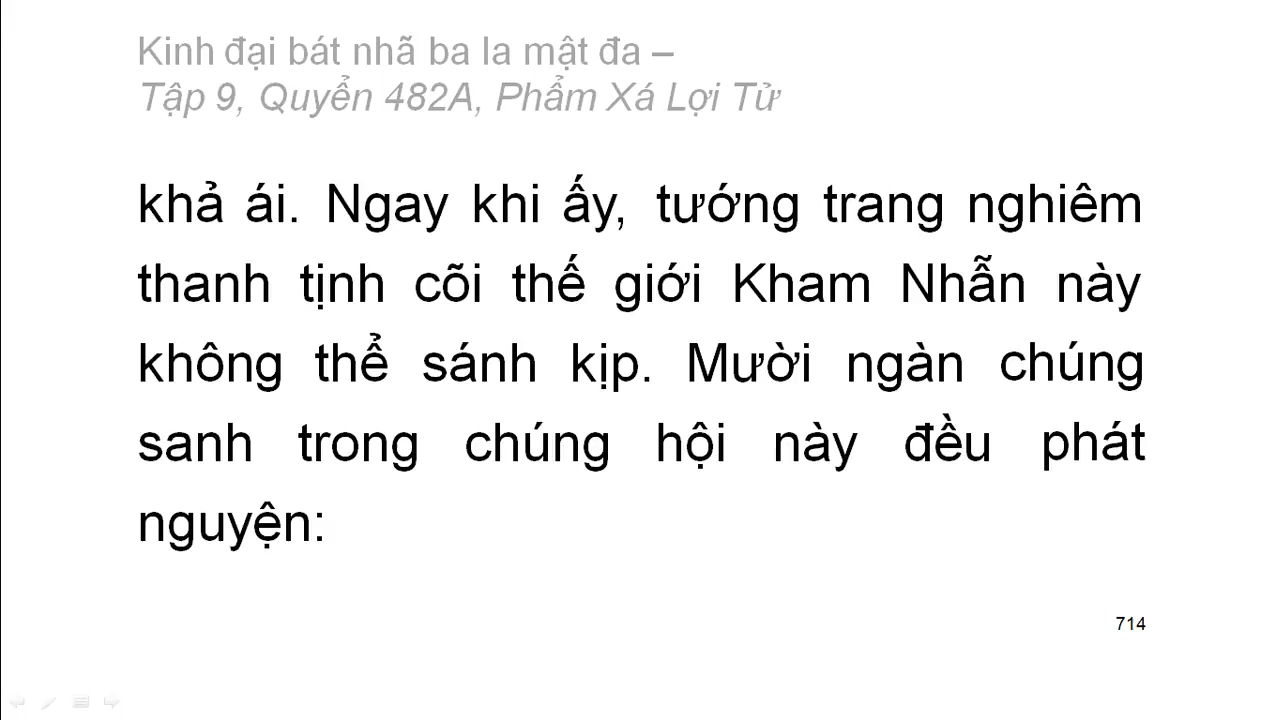 Kinh đại bát nhã ba la mật đa –
Tập 9, Quyển 482A, Phẩm Xá Lợi Tử
khả ái. Ngay khi ấy, tướng trang nghiêm
thanh tịnh cõi thế giới Kham Nhẫn này
không thể sánh kịp. Mười ngàn chúng
sanh trong chúng hội này đều phát
nguyện:
714